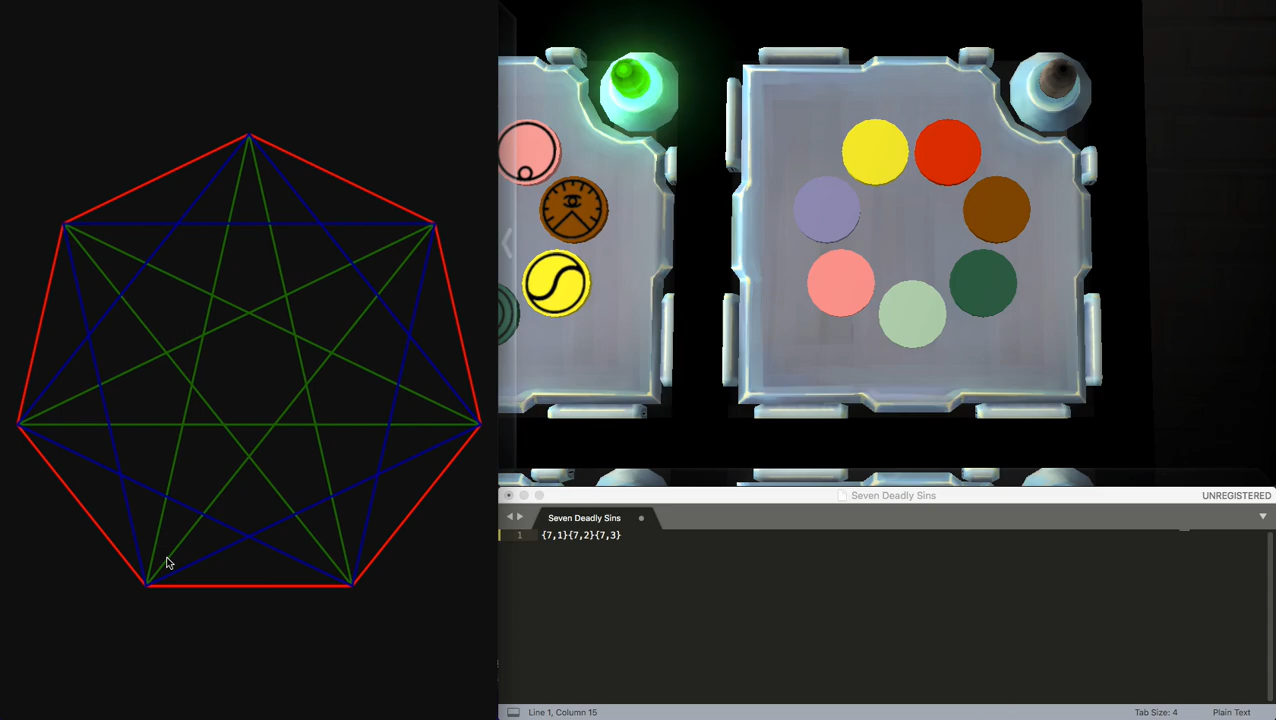 Seven Deadly Sins
UNREGISTERED
Seven Deadly Sins
1 {7,1}{7,2}{7,3}
Line 1, Column 15
Tab Size: 4
Plain Text